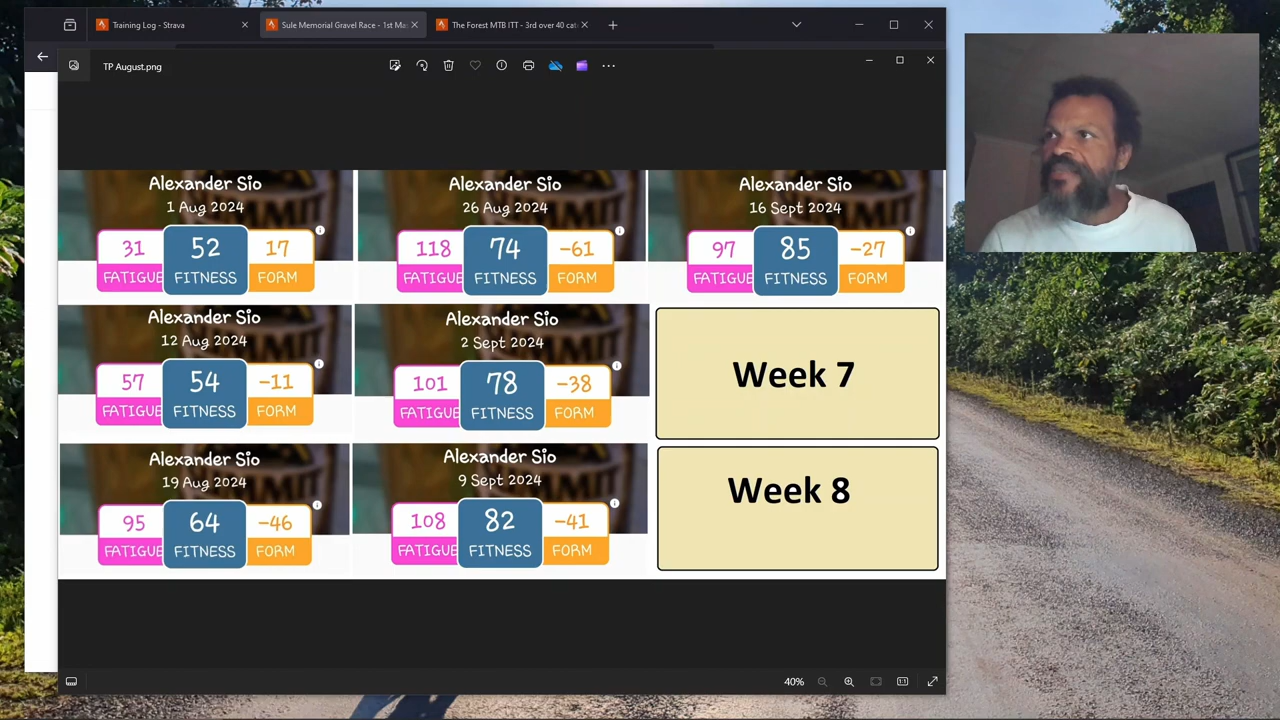 Training Log - Strava
Sule Memorial Gravel Race - 1st Ma
The Forest MTB ITT - 3rd over 40 cat
TP August.png
Alexander Sio
1 Aug 2024
31
52
17
FATIGUE
FITNESS
FORM
Alexander Sio
26 Aug 2024
118
74
-61
FATIGUE
FITNESS
FORM
Alexander Sio
16 Sept 2024
97
85
-27
FATIGUE
FITNESS
FORM
Alexander Sio
12 Aug 2024
57
54
-11
FATIGUE
FITNESS
FORM
Alexander Sio
2 Sept 2024
101
78
-38
FATIGUE
FITNESS
FORM
Week 7
Alexander Sio
19 Aug 2024
95
64
-46
FATIGUE
FITNESS
FORM
Alexander Sio
9 Sept 2024
108
82
-41
FATIGUE
FITNESS
FORM
Week 8
40%